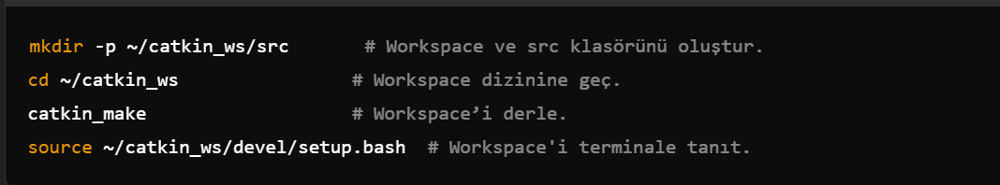 mkdir -p ~/catkin_ws/src       # Workspace ve src klasörünü oluştur.
cd ~/catkin_ws                # Workspace dizinine geç.
catkin_make                   # Workspace’i derle.
source ~/catkin_ws/devel/setup.bash  # Workspace'i terminale tanıt.